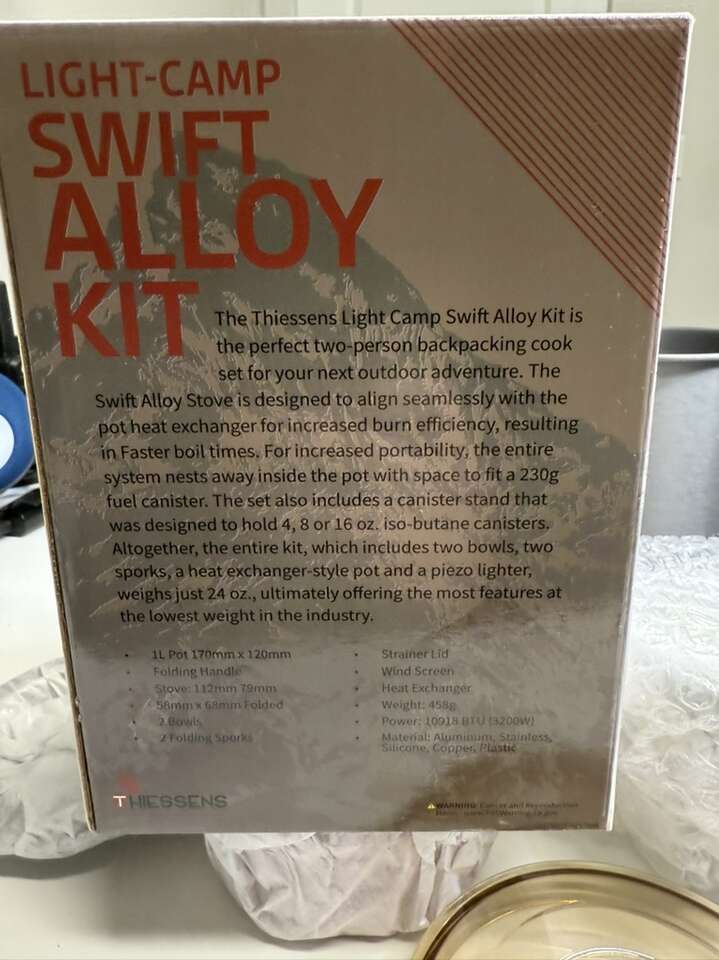 LIGHT-CAMP
SWIFT
ALLOY
KIT
The Thiessens Light Camp Swift Alloy Kit is
the perfect two-person backpacking cook
set for your next outdoor adventure. The
Swift Alloy Stove is designed to align seamlessly with the
pot heat exchanger for increased burn efficiency, resulting
in Faster boil times. For increased portability, the entire
system nests away inside the pot with space to fit a 230g
fuel canister. The set also includes a canister stand that
was designed to hold 4, 8 or 16 oz. iso-butane canisters.
Altogether, the entire kit, which includes two bowls, two
sporks, a heat exchanger-style pot and a piezo lighter,
weighs just 24 oz., ultimately offering the most features at
the lowest weight in the industry.
• 1L Pot 170mm x 120mm
• Folding Handle
• Stove: 112mm 79mm
• 58mm x 68mm Folded
• 2 Bowls
• 2 Folding Sporks
• Strainer Lid
• Wind Screen
• Heat Exchanger
• Weight: 458g
• Power: 10918 BTU (3200W)
• Material: Aluminum, Stainless,
Silicone, Copper, Plastic
THIESSENS
WARNING: Cancer and Reproductive
Harm - www.P65Warnings.ca.gov